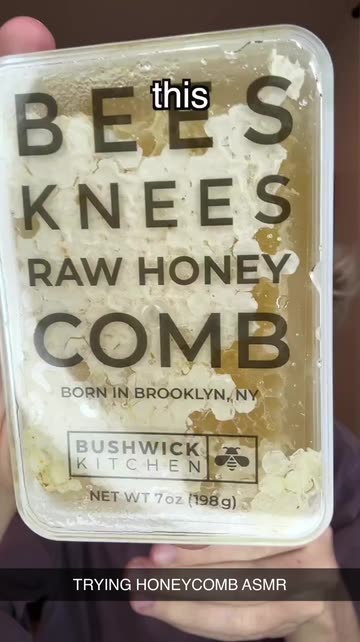 this
BEES
KNEES
RAW HONEY
COMB
BORN IN BROOKLYN, NY
BUSHWICK
KITCHEN
NET WT 7oz (198g)
TRYING HONEYCOMB ASMR